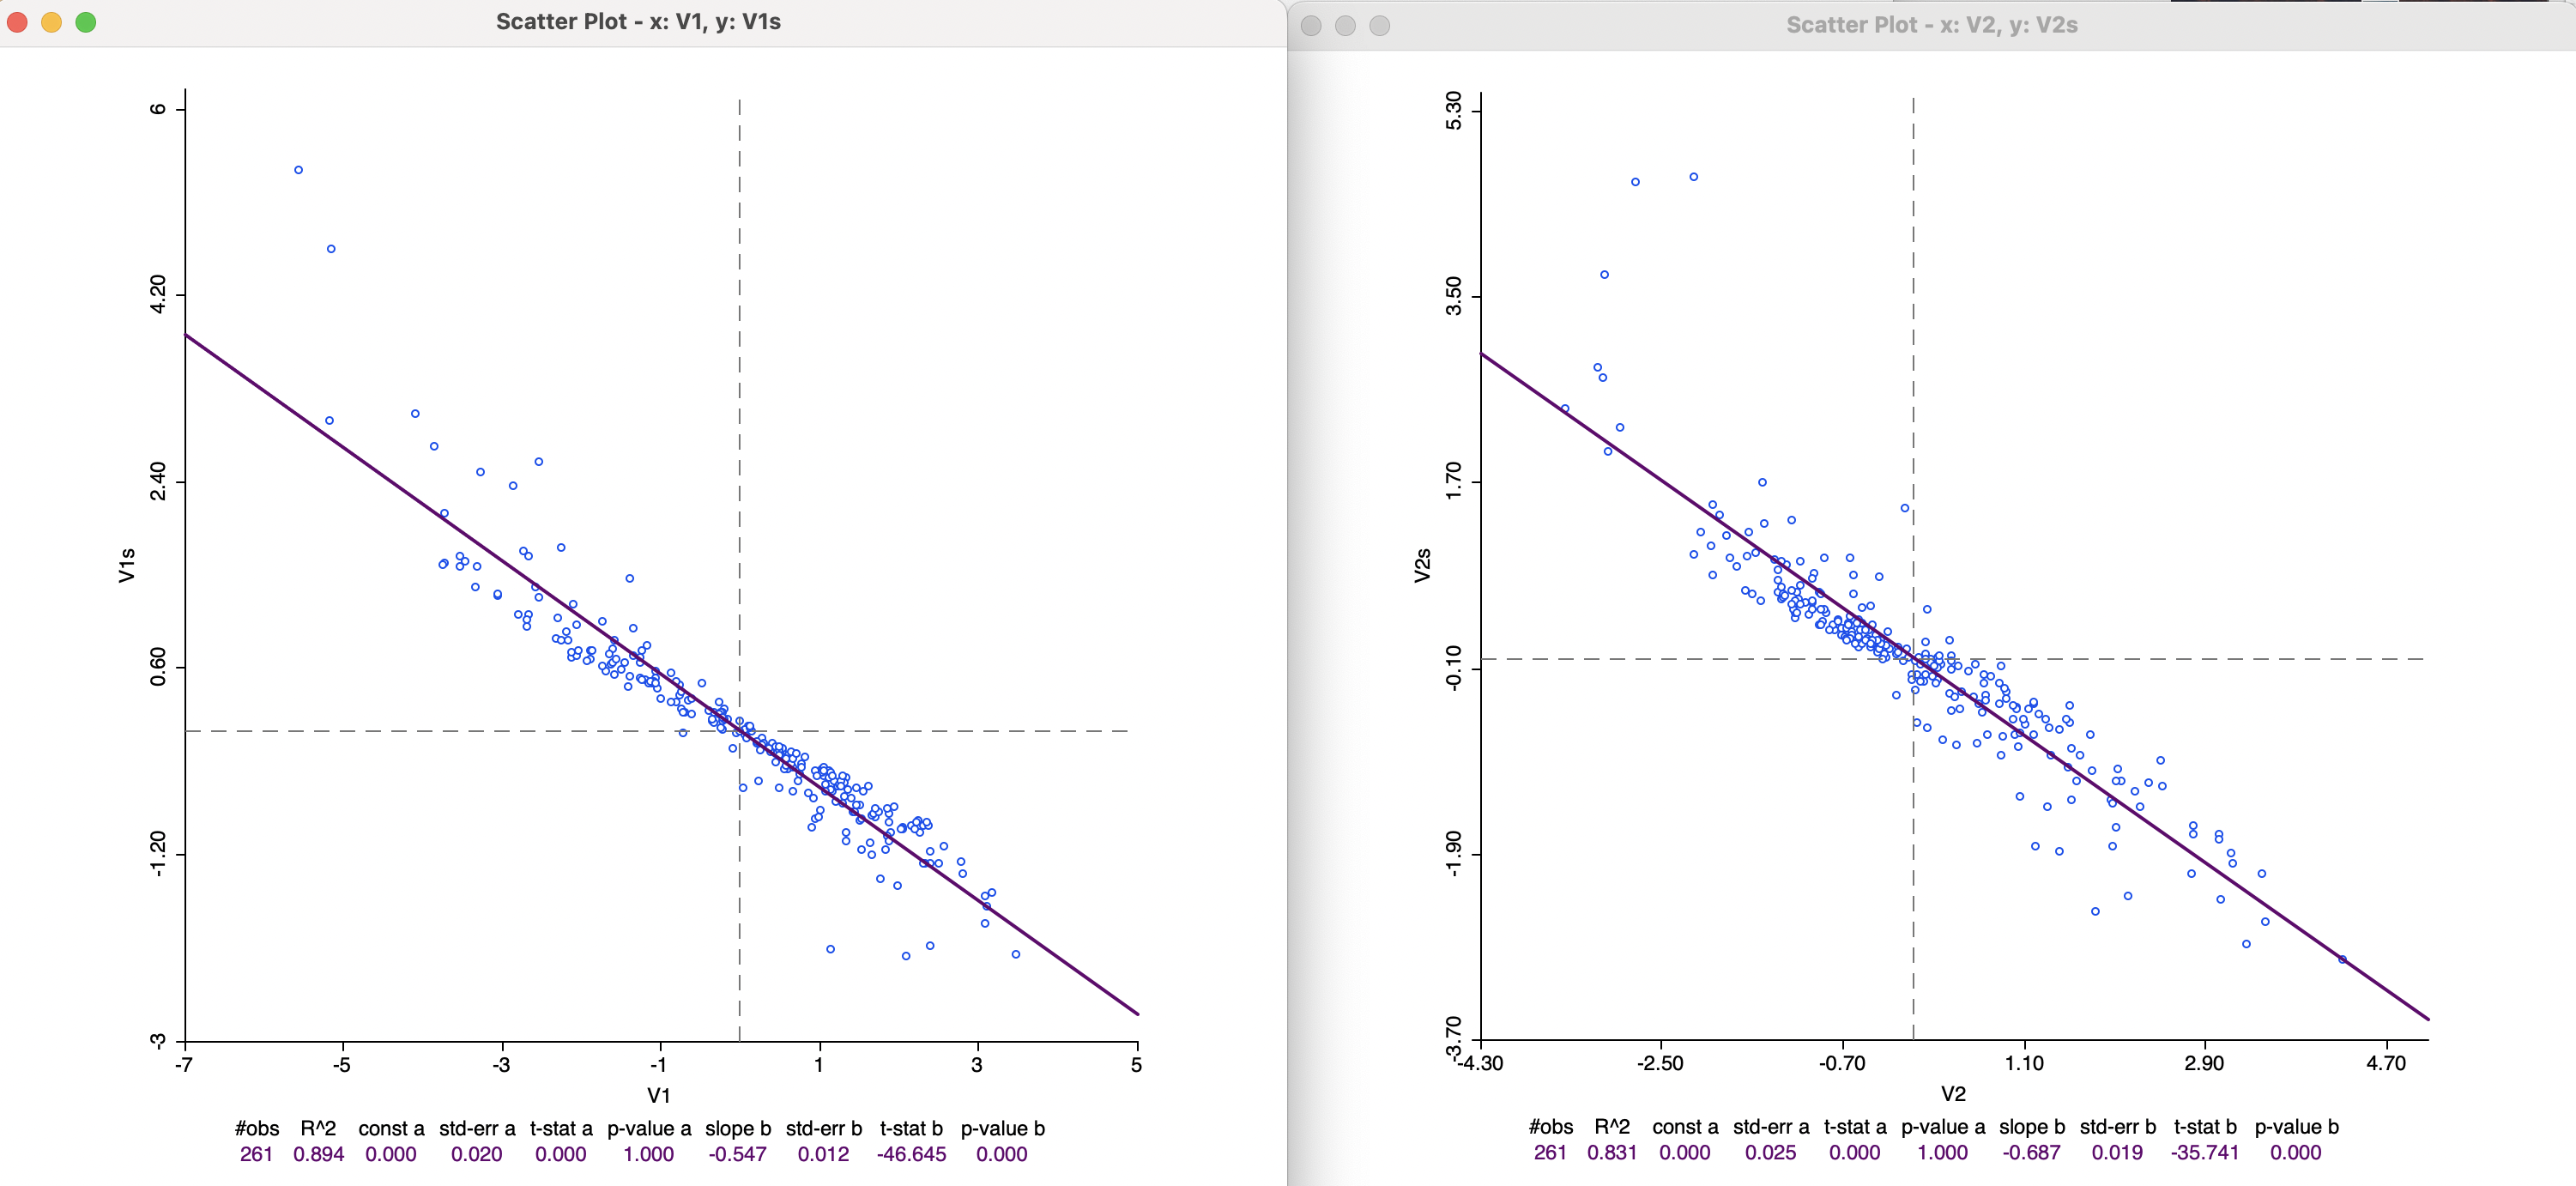 Scatter Plot - x: V1, y: V1s
6
4.20
2.40
0.60
-1.20
-3
V1s
-7 -5 -3 -1 1 3 5
V1
#obs R^2 const a std-err a t-stat a p-value a slope b std-err b t-stat b p-value b
261 0.894 0.000 0.020 0.000 1.000 -0.547 0.012 -46.645 0.000
Scatter Plot - x: V2, y: V2s
5.30
3.50
1.70
-0.10
-1.90
-3.70
V2s
-4.30 -2.50 -0.70 1.10 2.90 4.70
V2
#obs R^2 const a std-err a t-stat a p-value a slope b std-err b t-stat b p-value b
261 0.831 0.000 0.025 0.000 1.000 -0.687 0.019 -35.741 0.000